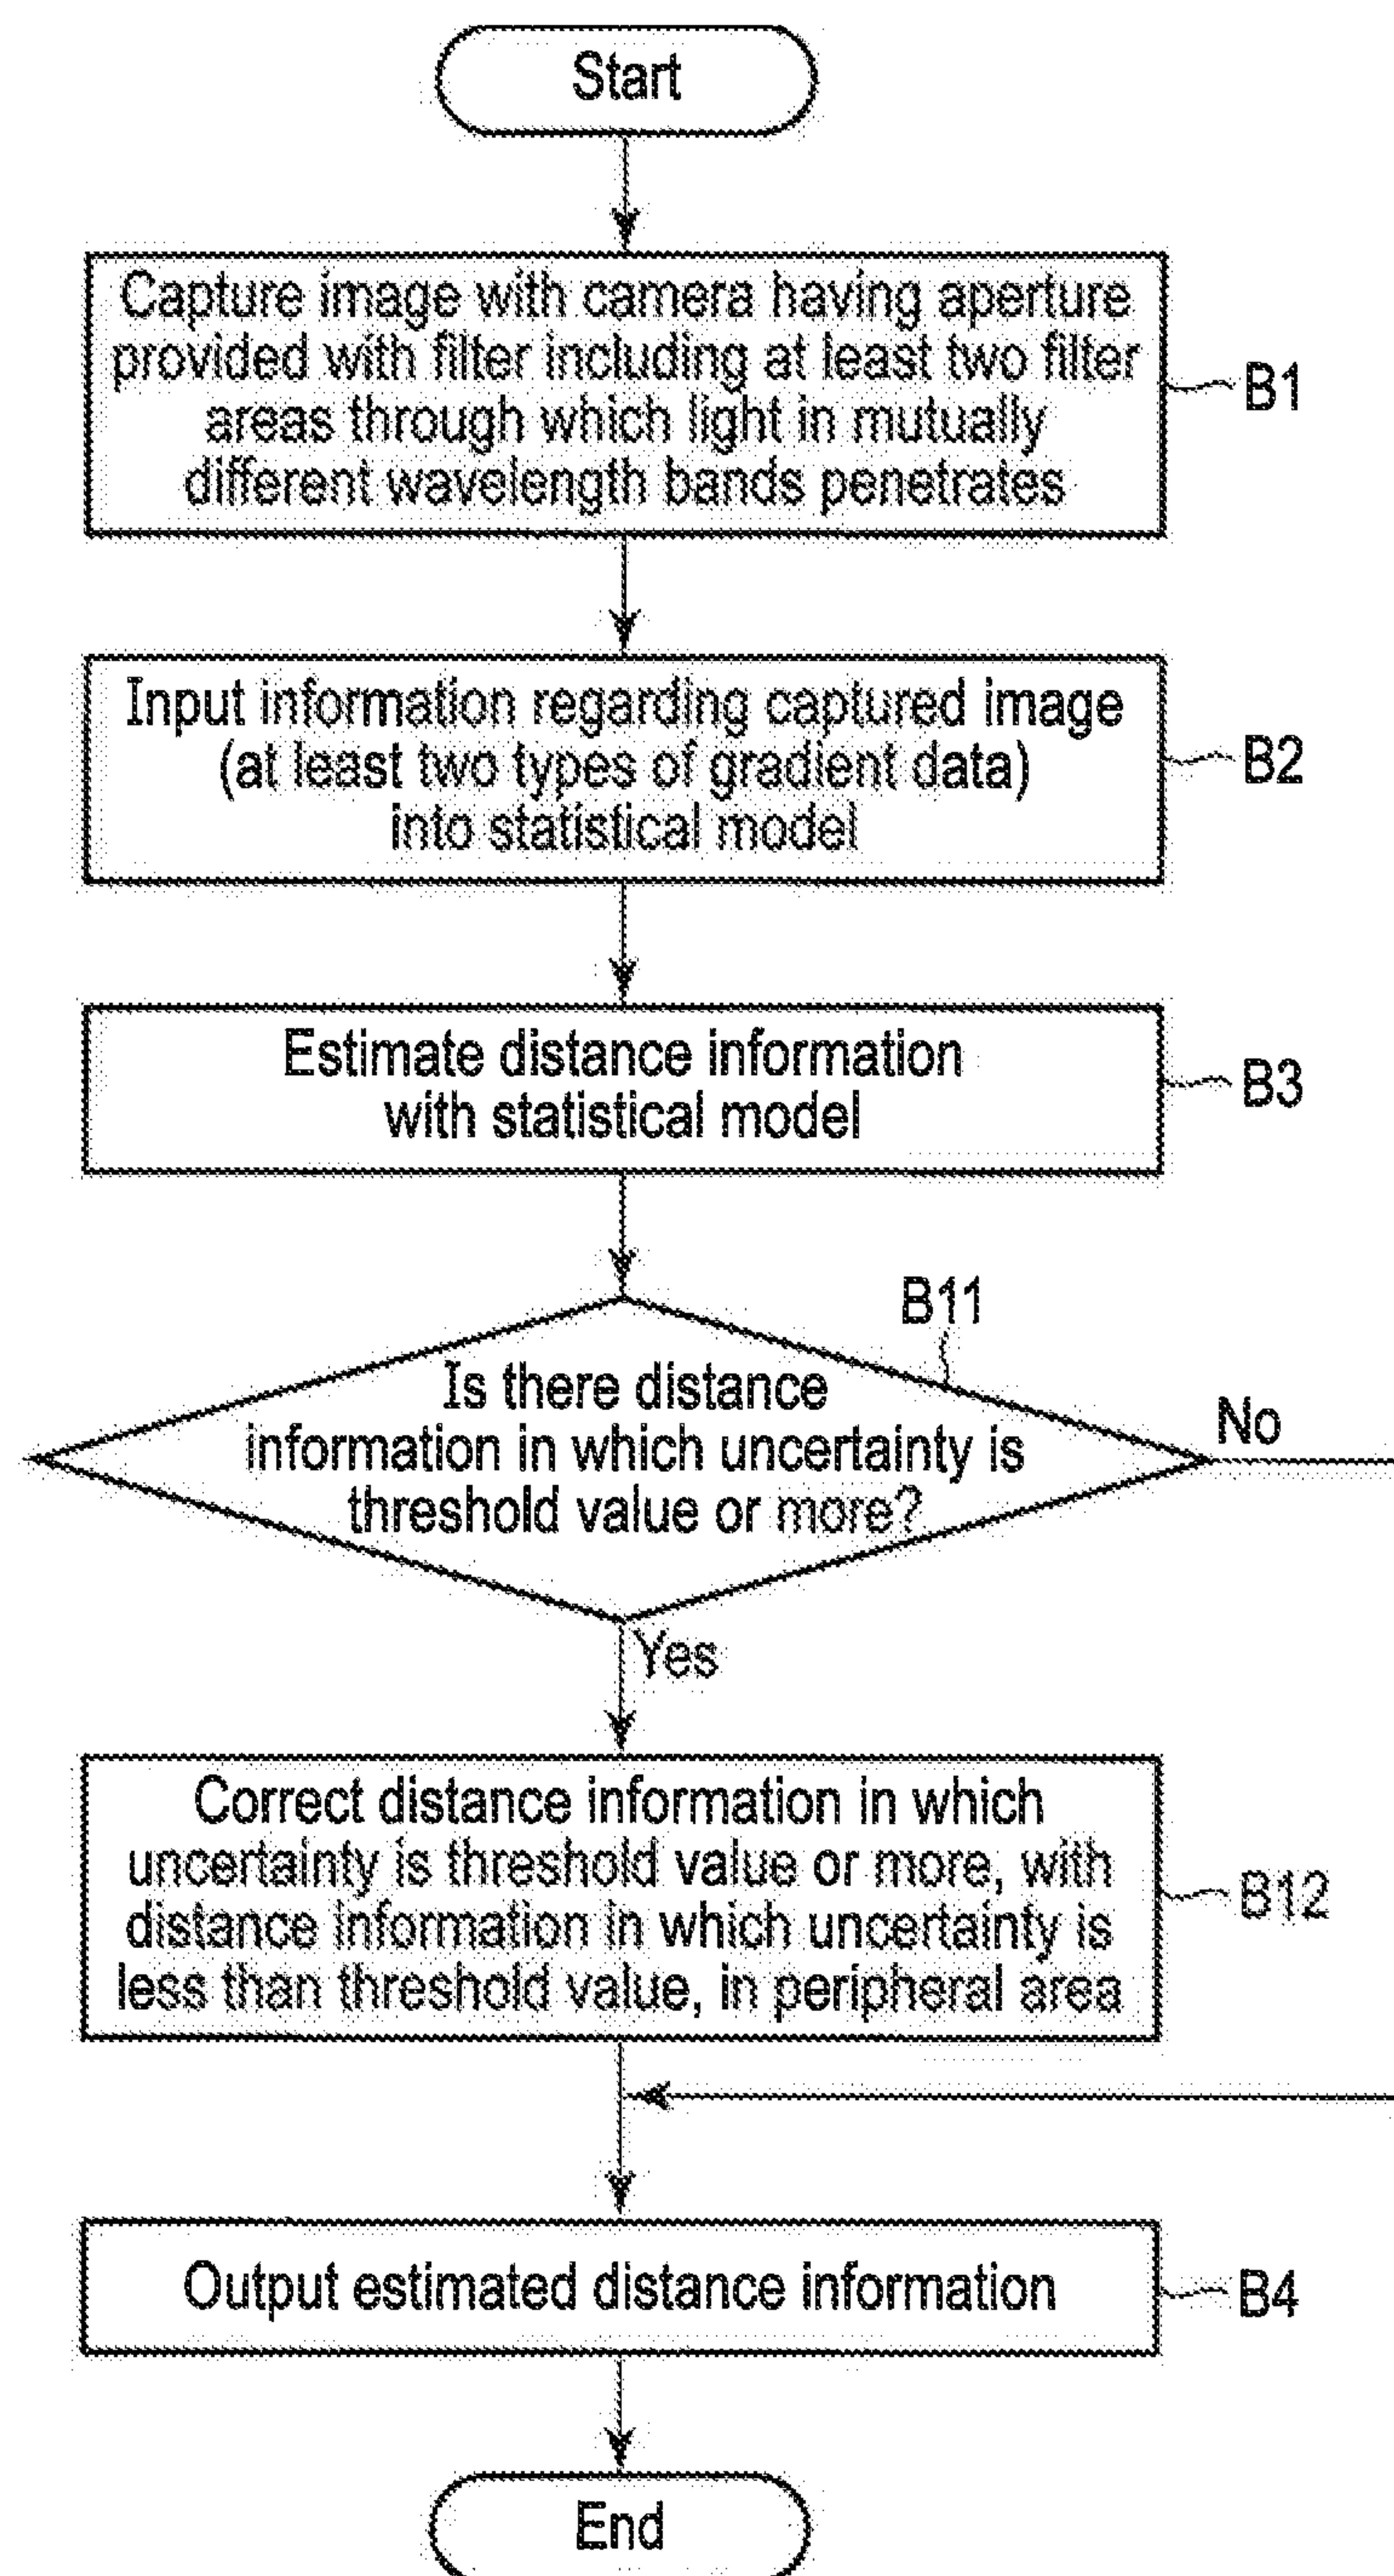 Start
Capture image with camera having aperture
provided with filter including at least two filter
areas through which light in mutually
different wavelength bands penetrates
B1
Input information regarding captured image
(at least two types of gradient data)
into statistical model
B2
Estimate distance information
with statistical model
B3
B11
Is there distance
information in which uncertainty is
threshold value or more?
No
Yes
Correct distance information in which
uncertainty is threshold value or more, with
distance information in which uncertainty is
less than threshold value, in peripheral area
B12
Output estimated distance information
B4
End